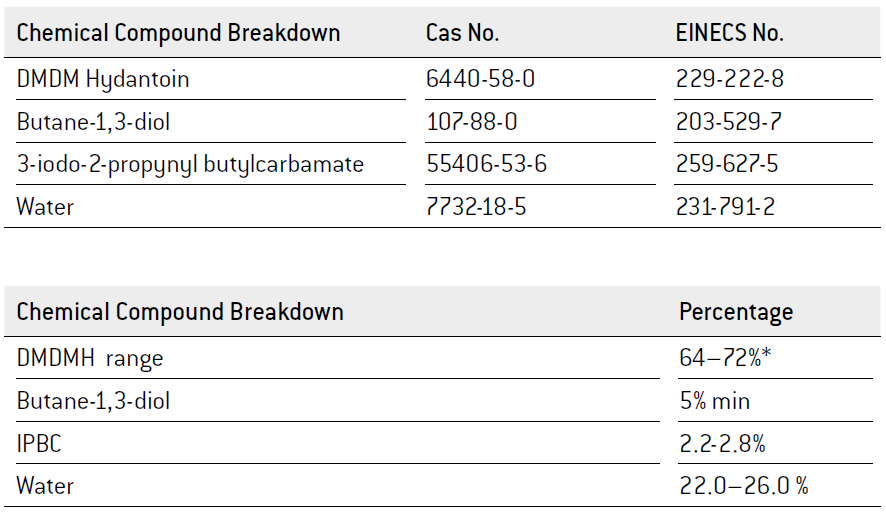 Chemical Compound Breakdown Cas No. EINECS No.
DMDM Hydantoin 6440-58-0 229-222-8
Butane-1,3-diol 107-88-0 203-529-7
3-iodo-2-propynyl butylcarbamate 55406-53-6 259-627-5
Water 7732-18-5 231-791-2
Chemical Compound Breakdown Percentage
DMDMH range 64–72%*
Butane-1,3-diol 5% min
IPBC 2.2-2.8%
Water 22.0–26.0 %